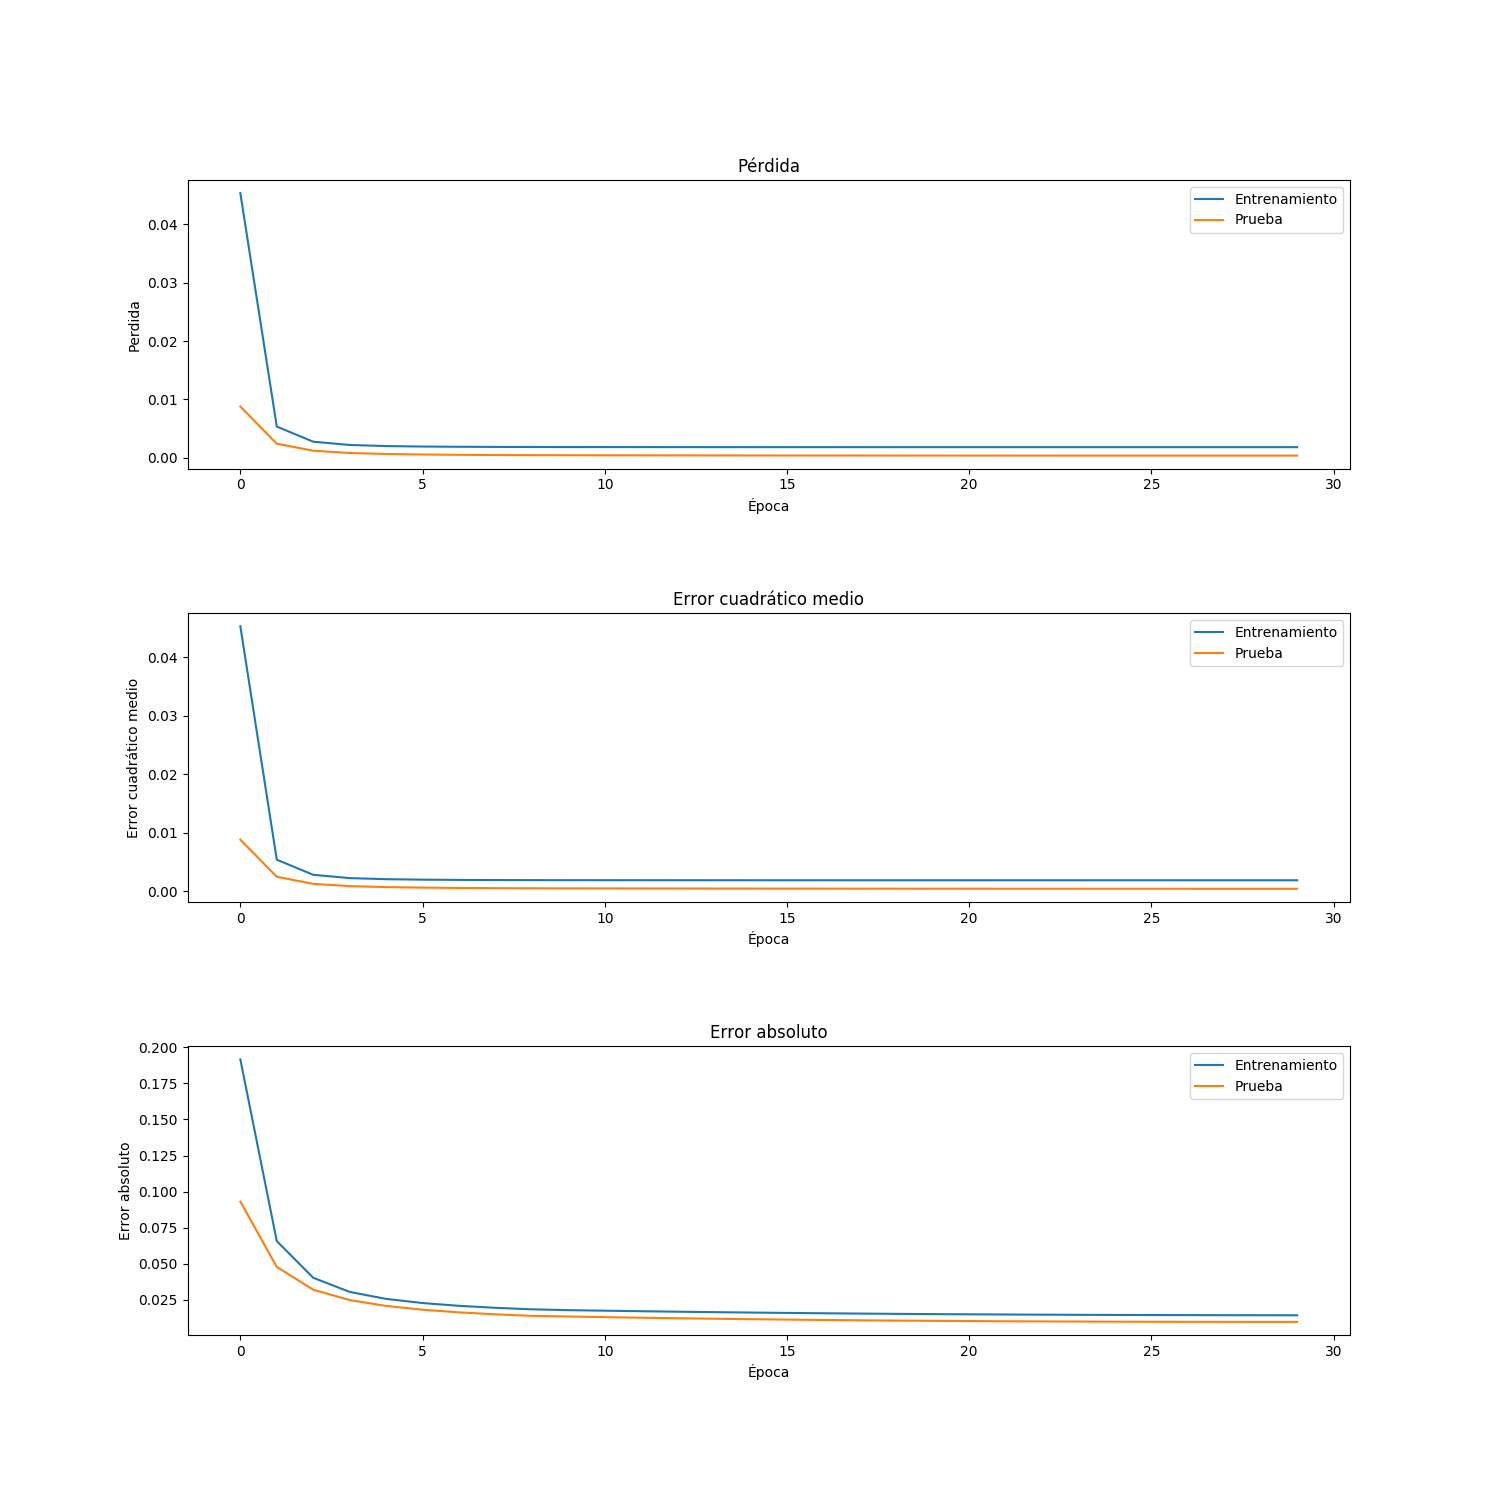 Pérdida
Entrenamiento
Prueba
0.04
0.03
0.02
0.01
0.00
Perdida
0 5 10 15 20 25 30
Época
Error cuadrático medio
Entrenamiento
Prueba
0.04
0.03
0.02
0.01
0.00
Error cuadrático medio
0 5 10 15 20 25 30
Época
Error absoluto
Entrenamiento
Prueba
0.200
0.175
0.150
0.125
0.100
0.075
0.050
0.025
Error absoluto
0 5 10 15 20 25 30
Época